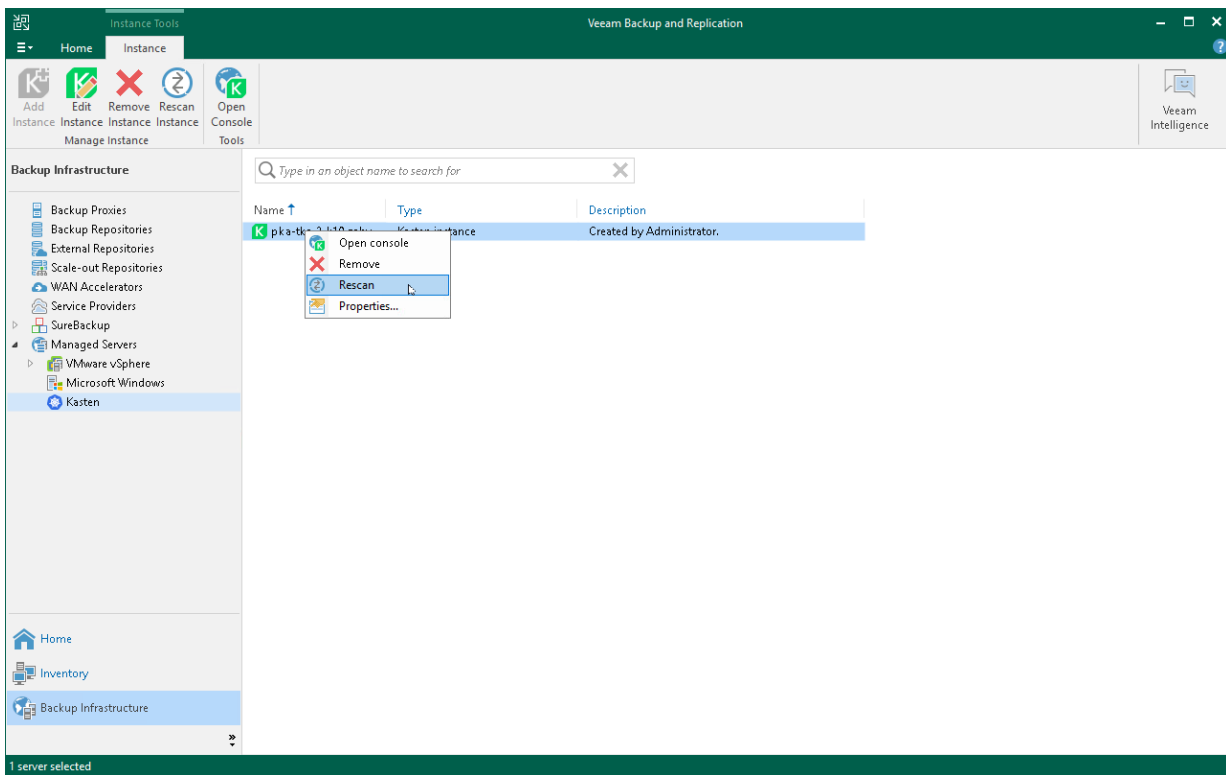 Instance Tools
Veeam Backup and Replication
Home
Instance
Add Instance
Edit Instance
Remove Instance
Rescan Instance
Open Console
Manage Instance
Tools
Veeam Intelligence
Backup Infrastructure
Type in an object name to search for
Backup Proxies
Backup Repositories
External Repositories
Scale-out Repositories
WAN Accelerators
Service Providers
SureBackup
Managed Servers
VMware vSphere
Microsoft Windows
Kasten
Name
Type
Description
Created by Administrator.
Open console
Remove
Rescan
Properties...
Home
Inventory
Backup Infrastructure
1 server selected